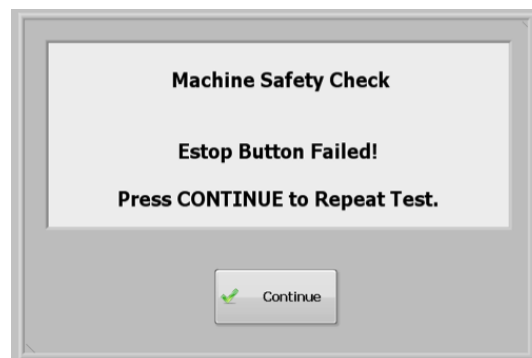 Machine Safety Check
Estop Button Failed!
Press CONTINUE to Repeat Test.
Continue